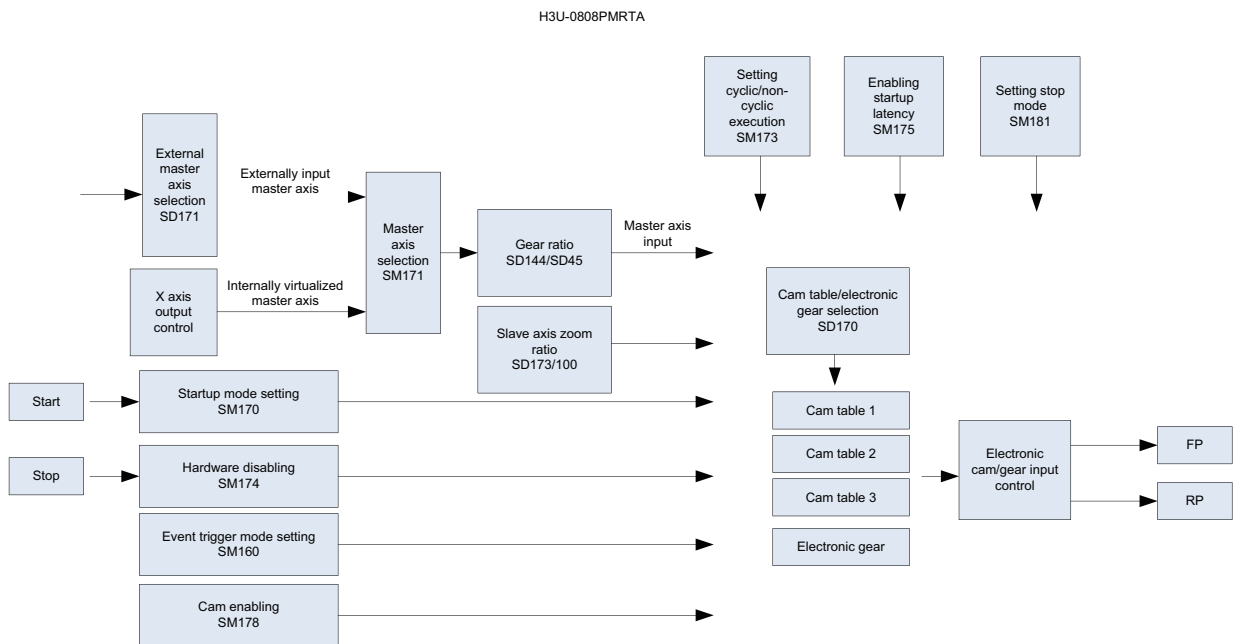 H3U-0808PMRTA
Setting
cyclic/non-
cyclic
execution
SM173
Enabling
startup
latency
SM175
Setting stop
mode
SM181
External
master
axis
selection
SD171
Externally input
master axis
Master
axis
selection
SM171
Gear ratio
SD144/SD45
Master axis
input
X axis
output
control
Internally virtualized
master axis
Cam table/electronic
gear selection
SD170
Slave axis zoom
ratio
SD173/100
Start
Startup mode setting
SM170
Cam table 1
Stop
Hardware disabling
SM174
Cam table 2
Cam table 3
Electronic
cam/gear input
control
FP
RP
Event trigger mode setting
SM160
Electronic gear
Cam enabling
SM178